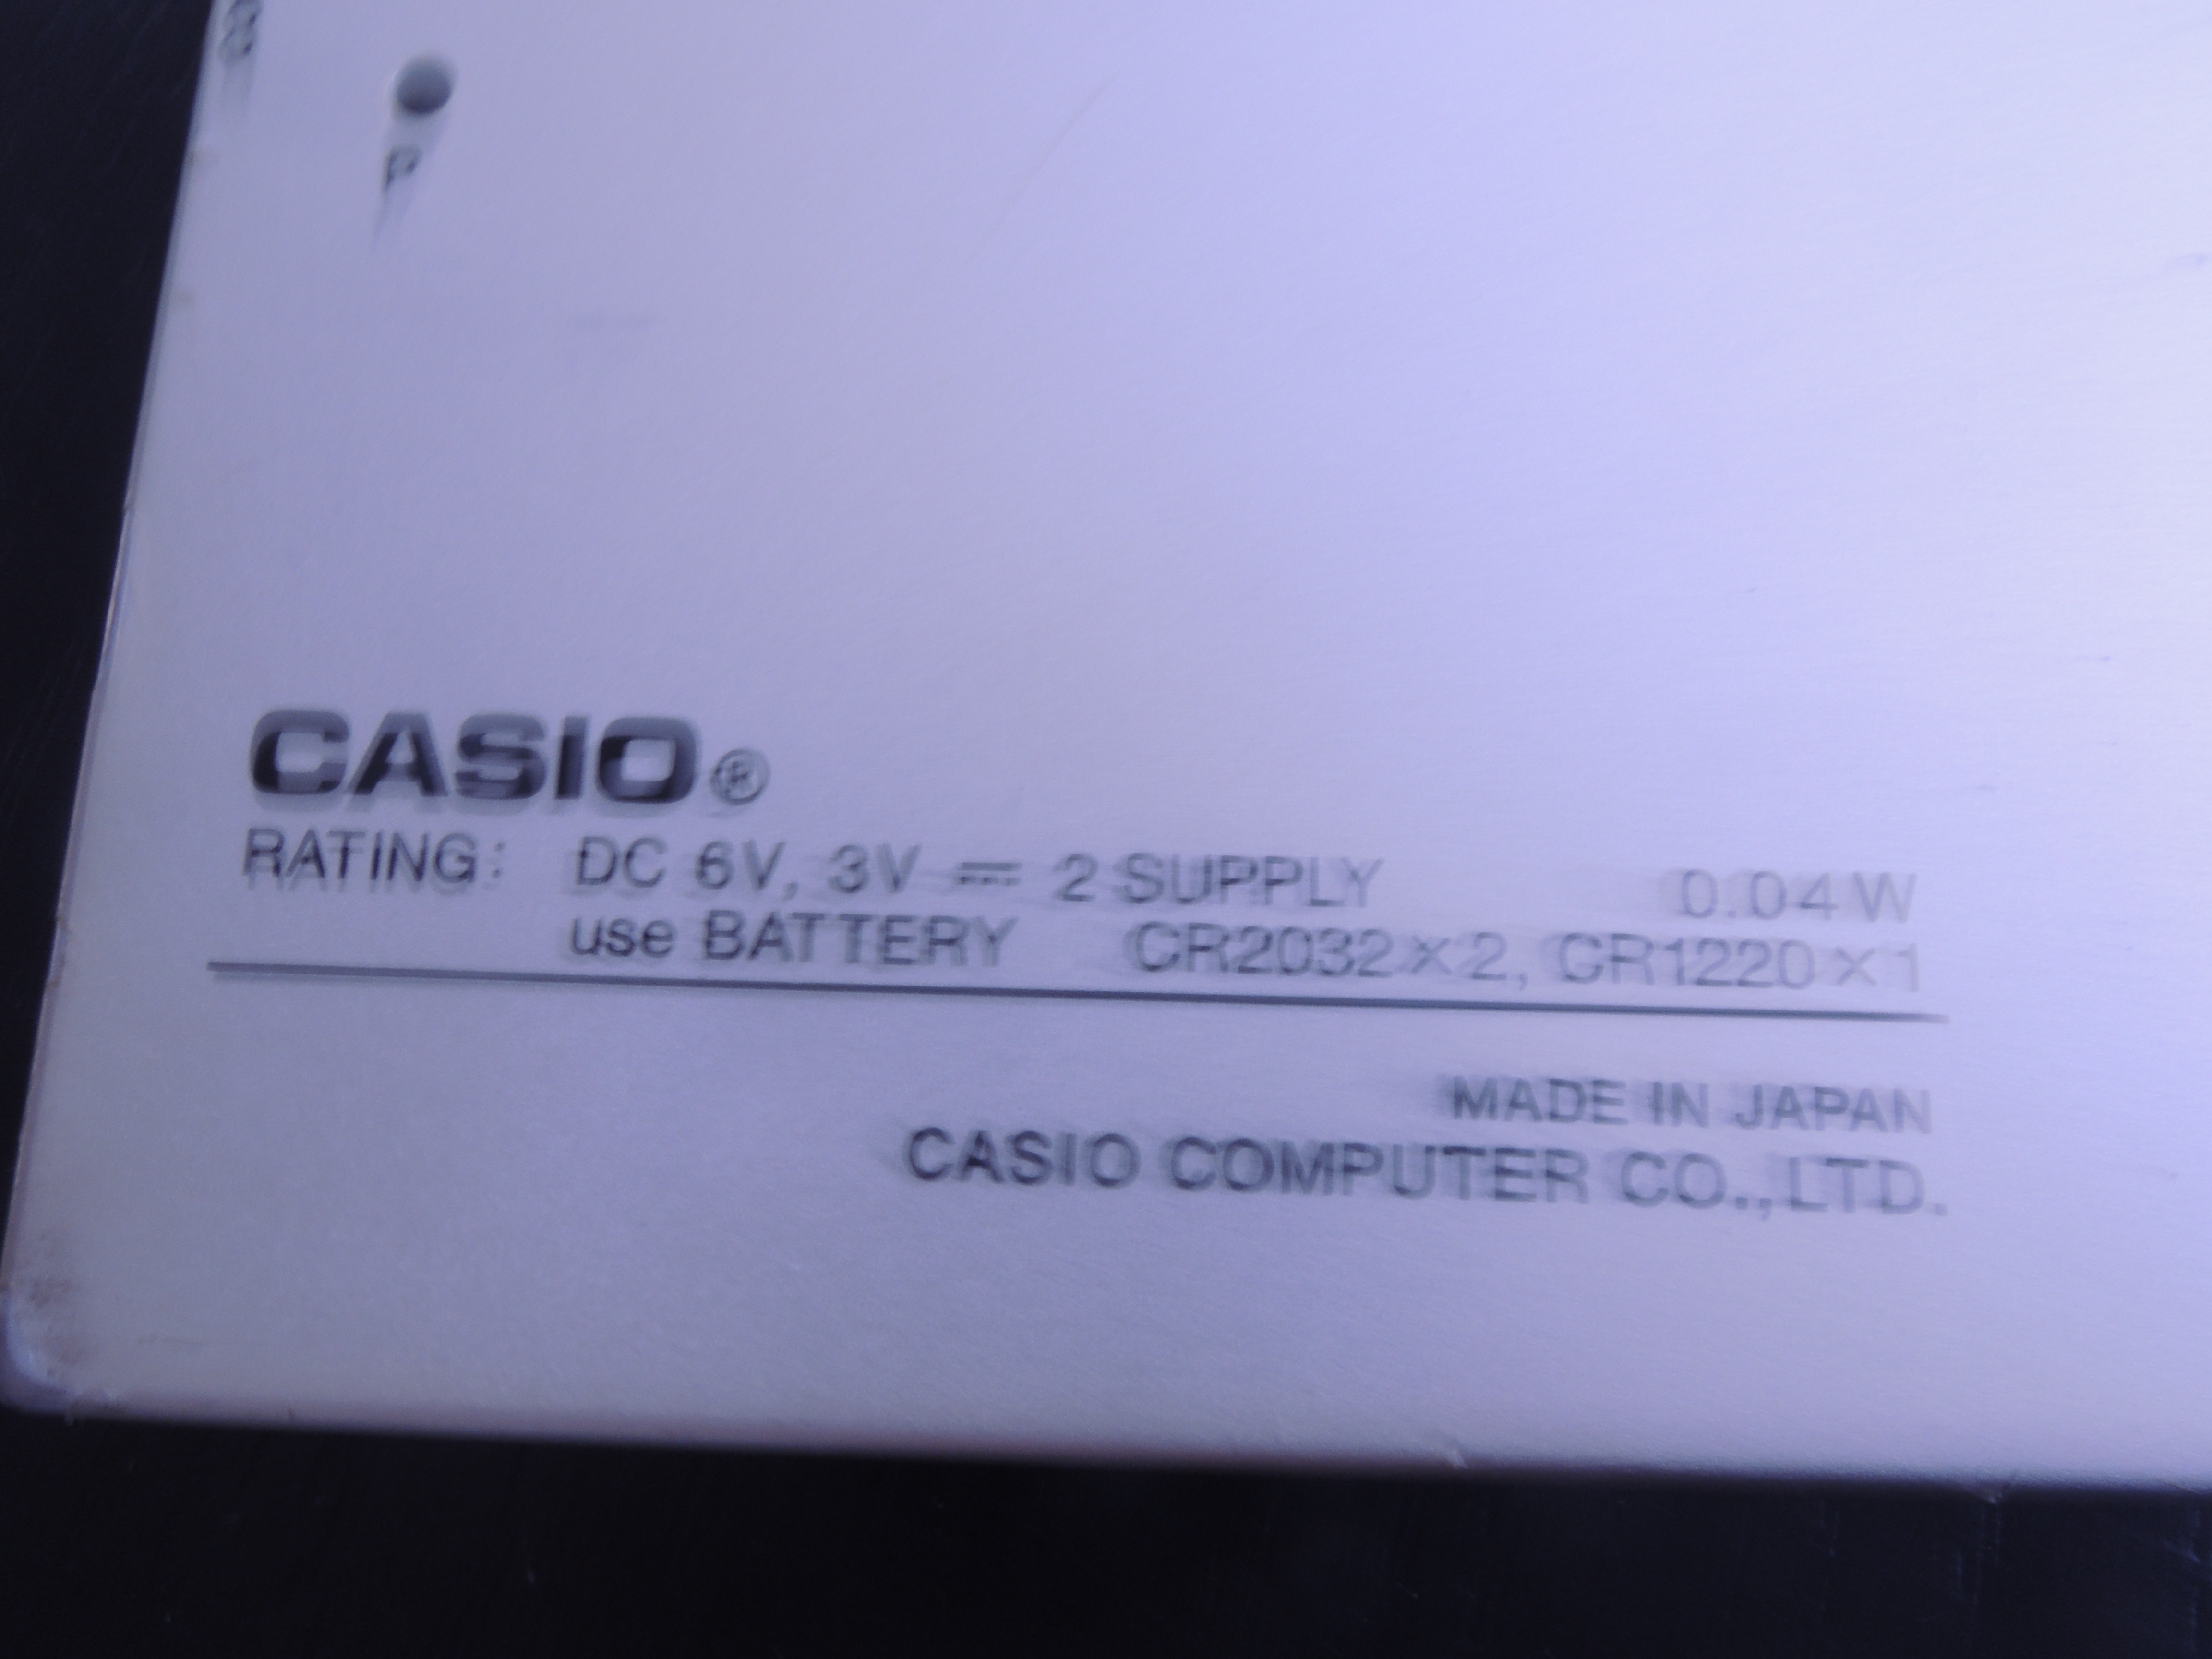 P
CASIO®
RATING: DC 6V, 3V ⎓ 2 SUPPLY 0.04W
use BATTERY CR2032×2, CR1220×1
MADE IN JAPAN
CASIO COMPUTER CO.,LTD.